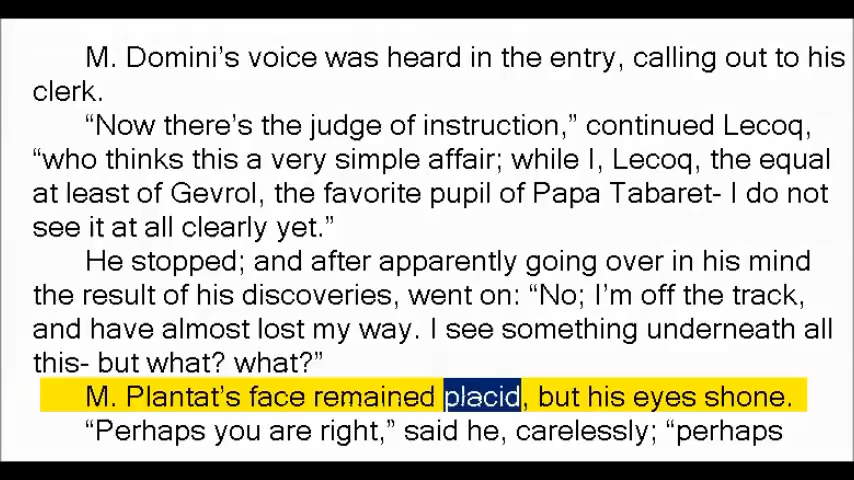 M. Domini’s voice was heard in the entry, calling out to his
clerk.
“Now there’s the judge of instruction,” continued Lecoq,
“who thinks this a very simple affair; while I, Lecoq, the equal
at least of Gevrol, the favorite pupil of Papa Tabaret- I do not
see it at all clearly yet.”
He stopped; and after apparently going over in his mind
the result of his discoveries, went on: “No; I’m off the track,
and have almost lost my way. I see something underneath all
this- but what? what?”
M. Plantat’s face remained placid, but his eyes shone.
“Perhaps you are right,” said he, carelessly; “perhaps